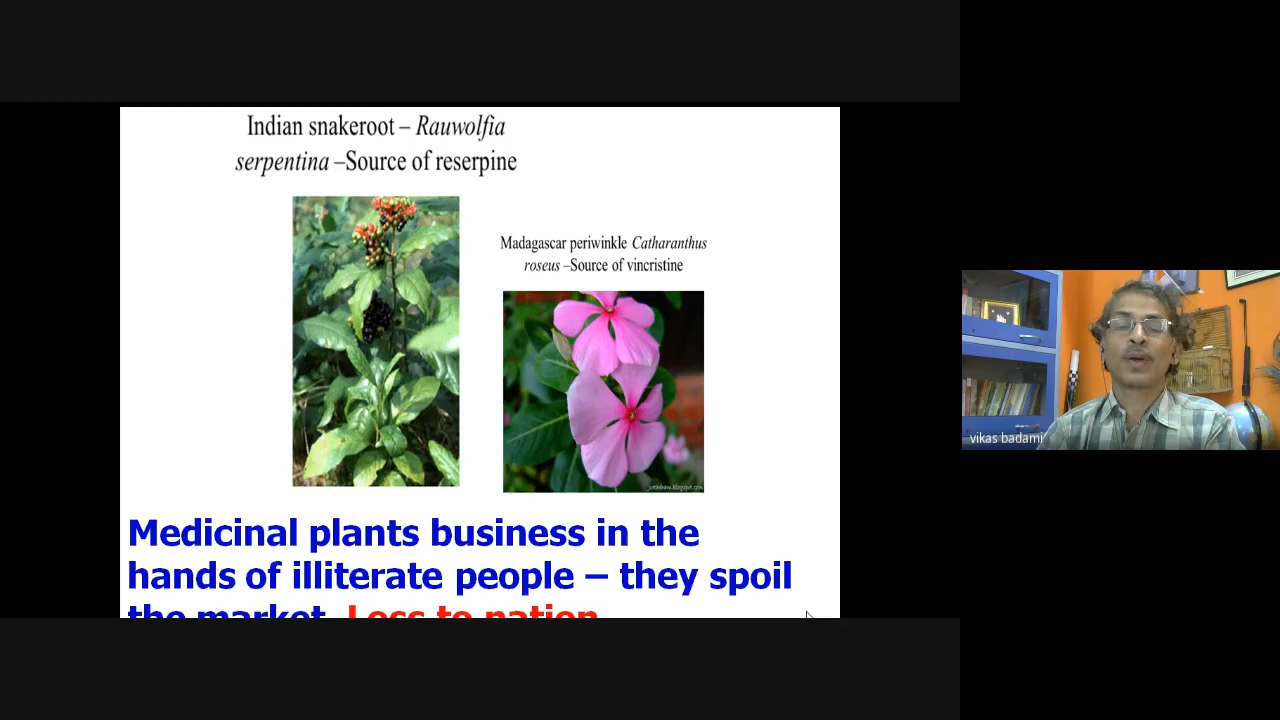 Indian snakeroot – Rauwolfia
serpentina –Source of reserpine
Madagascar periwinkle Catharanthus
roseus –Source of vincristine
Medicinal plants business in the
hands of illiterate people – they spoil
the market. Loss to nation
vikas badami